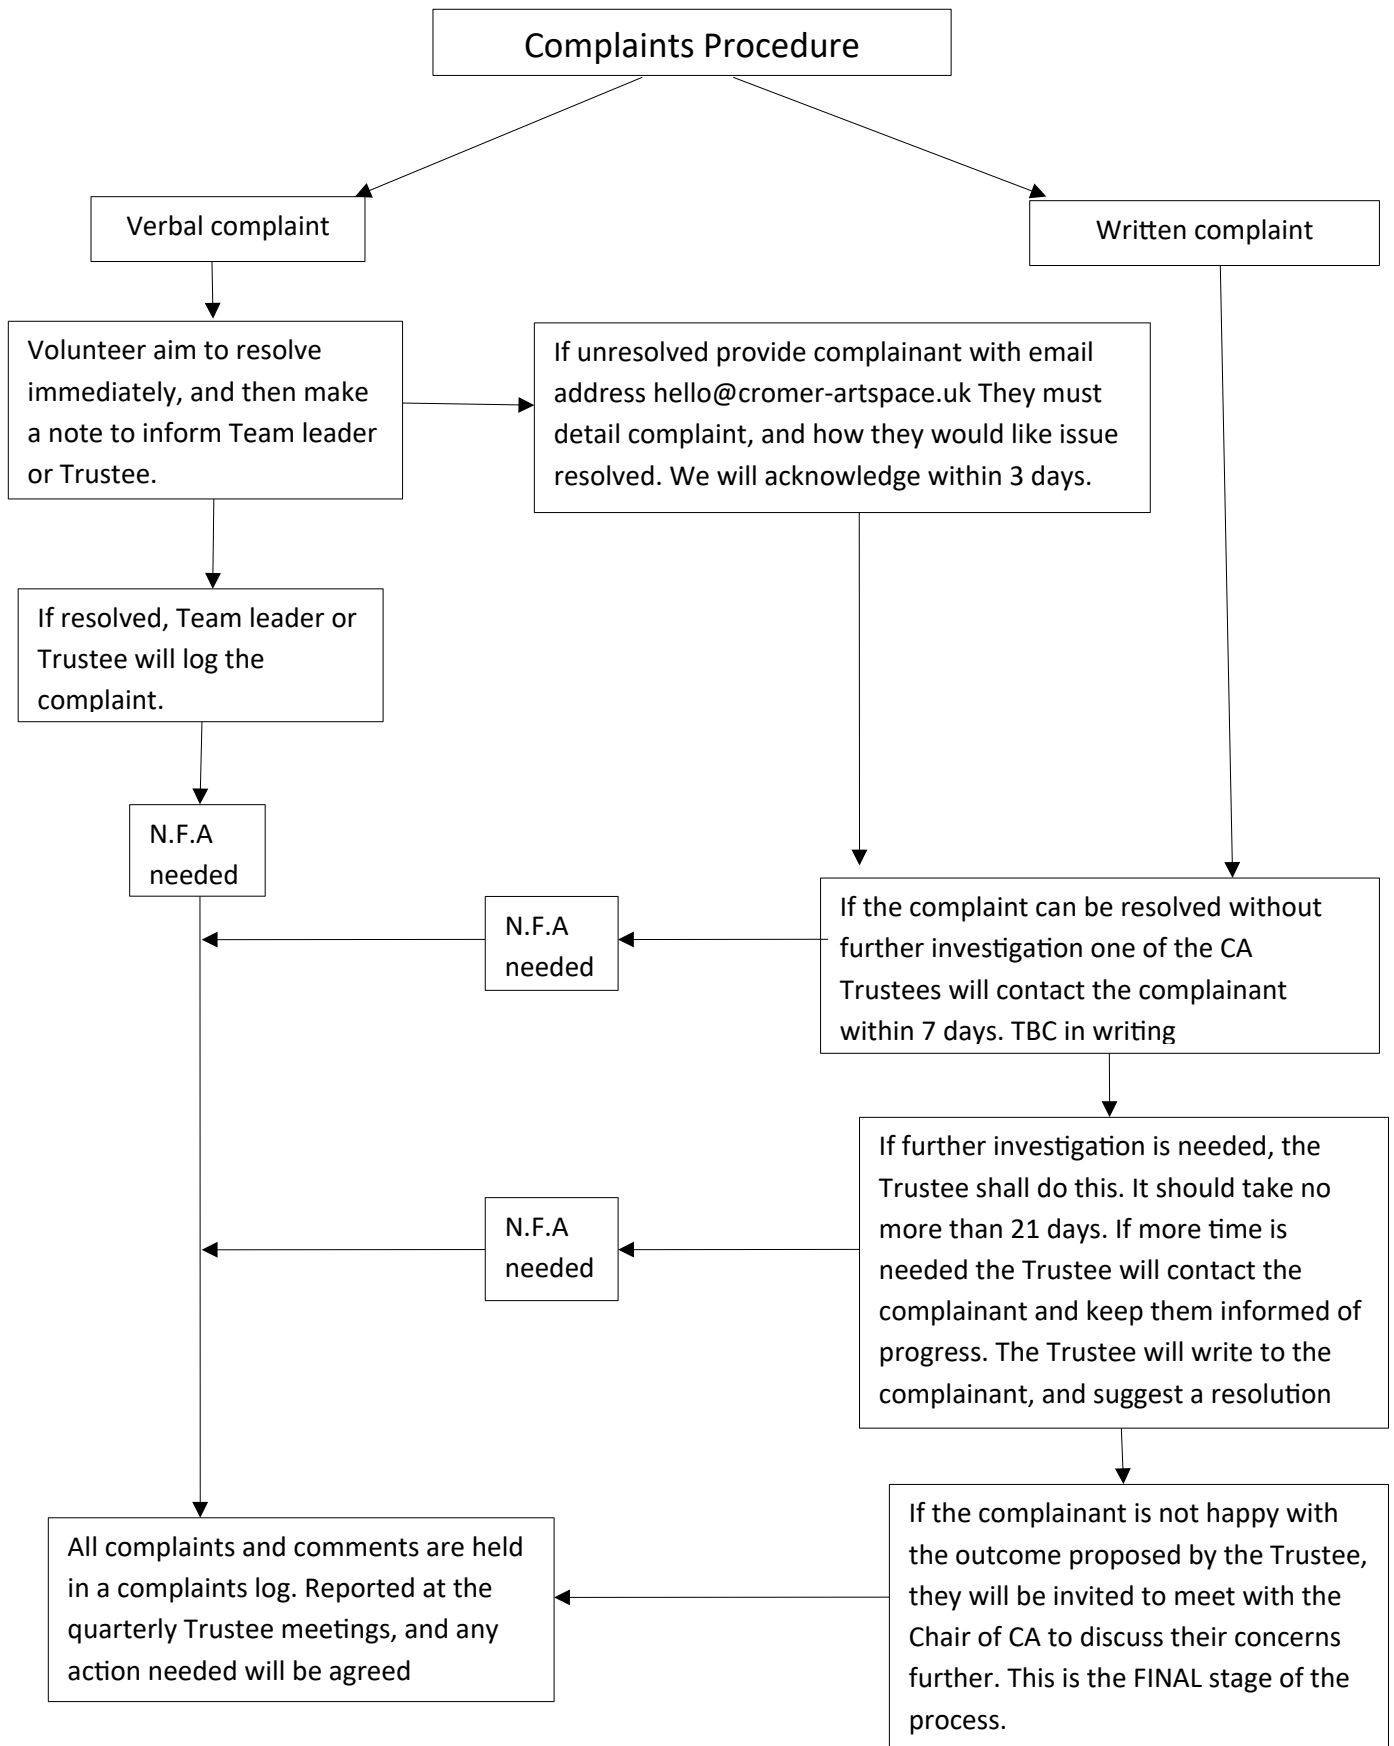 Complaints Procedure
Verbal complaint
Written complaint
Volunteer aim to resolve
immediately, and then make
a note to inform Team leader
or Trustee.
If unresolved provide complainant with email
address hello@cromer-artspace.uk They must
detail complaint, and how they would like issue
resolved. We will acknowledge within 3 days.
If resolved, Team leader or
Trustee will log the
complaint.
N.F.A
needed
N.F.A
needed
If the complaint can be resolved without
further investigation one of the CA
Trustees will contact the complainant
within 7 days. TBC in writing
N.F.A
needed
If further investigation is needed, the
Trustee shall do this. It should take no
more than 21 days. If more time is
needed the Trustee will contact the
complainant and keep them informed of
progress. The Trustee will write to the
complainant, and suggest a resolution
All complaints and comments are held
in a complaints log. Reported at the
quarterly Trustee meetings, and any
action needed will be agreed
If the complainant is not happy with
the outcome proposed by the Trustee,
they will be invited to meet with the
Chair of CA to discuss their concerns
further. This is the FINAL stage of the
process.